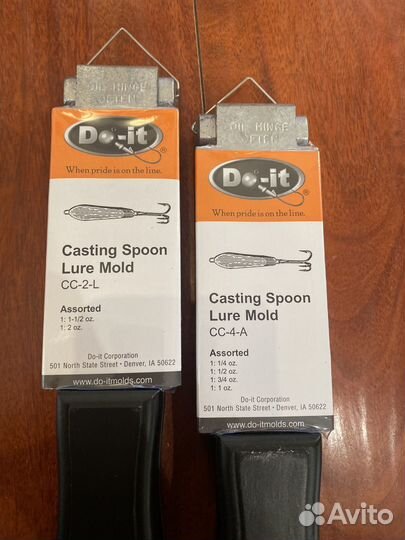 OIL HINGE
OFTEN
Do-it
®
When pride is on the line.
Casting Spoon
Lure Mold
CC-2-L
Assorted
1: 1-1/2 oz.
1: 2 oz.
Do-it Corporation
501 North State Street • Denver, IA 50622
www.do-itmolds.com
OIL HINGE
OFTEN
Do-it
®
When pride is on the line.
Casting Spoon
Lure Mold
CC-4-A
Assorted
1: 1/4 oz.
1: 1/2 oz.
1: 3/4 oz.
1: 1 oz.
Do-it Corporation
501 North State Street • Denver, IA 50622
www.do-itmolds.com
Avito